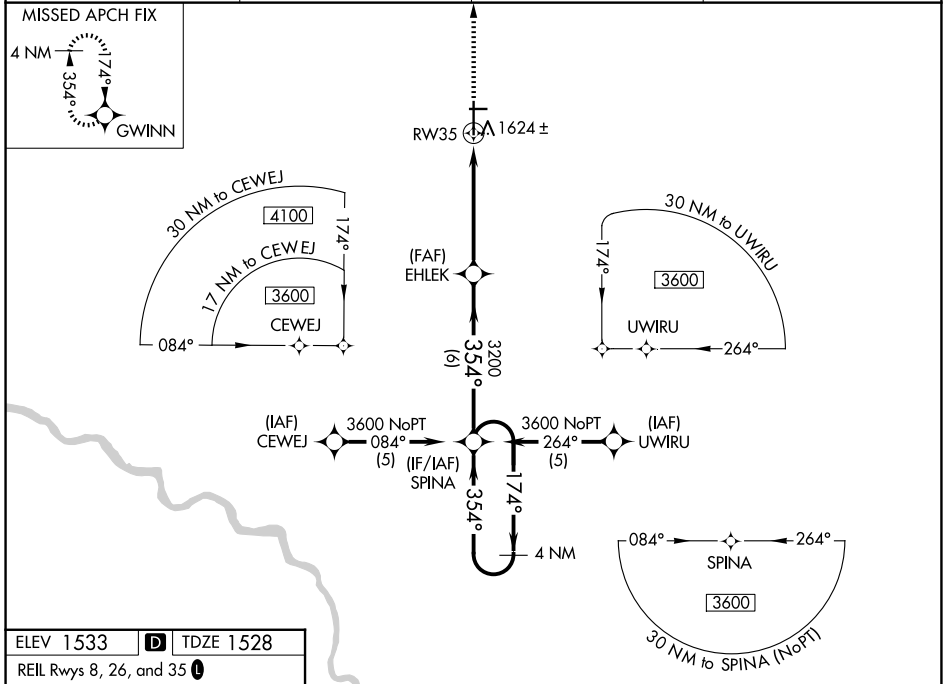 MISSED APCH FIX
4 NM
174°
354°
GWINN
RW35
1624 ±
30 NM to CEWEJ
4100
174°
17 NM to CEWEJ
3600
CEWEJ
084°
(FAF)
EHLEK
3200
354°
(6)
30 NM to UWIRU
174°
3600
UWIRU
264°
(IAF)
CEWEJ
3600 NoPT
084°
(5)
(IF/IAF)
SPINA
3600 NoPT
264°
(5)
(IAF)
UWIRU
354°
174°
4 NM
084°
264°
SPINA
3600
30 NM to SPINA (NoPT)
ELEV 1533 D TDZE 1528
REIL Rwys 8, 26, and 35 L